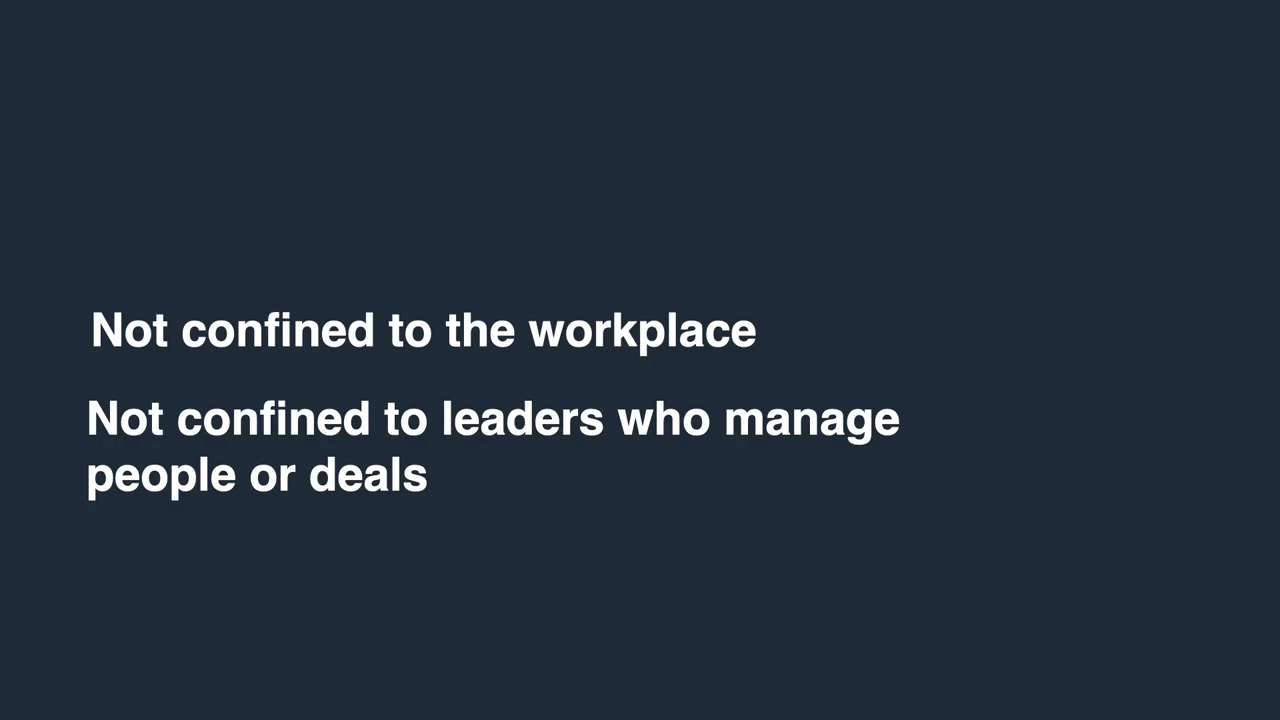 Not confined to the workplace
Not confined to leaders who manage
people or deals